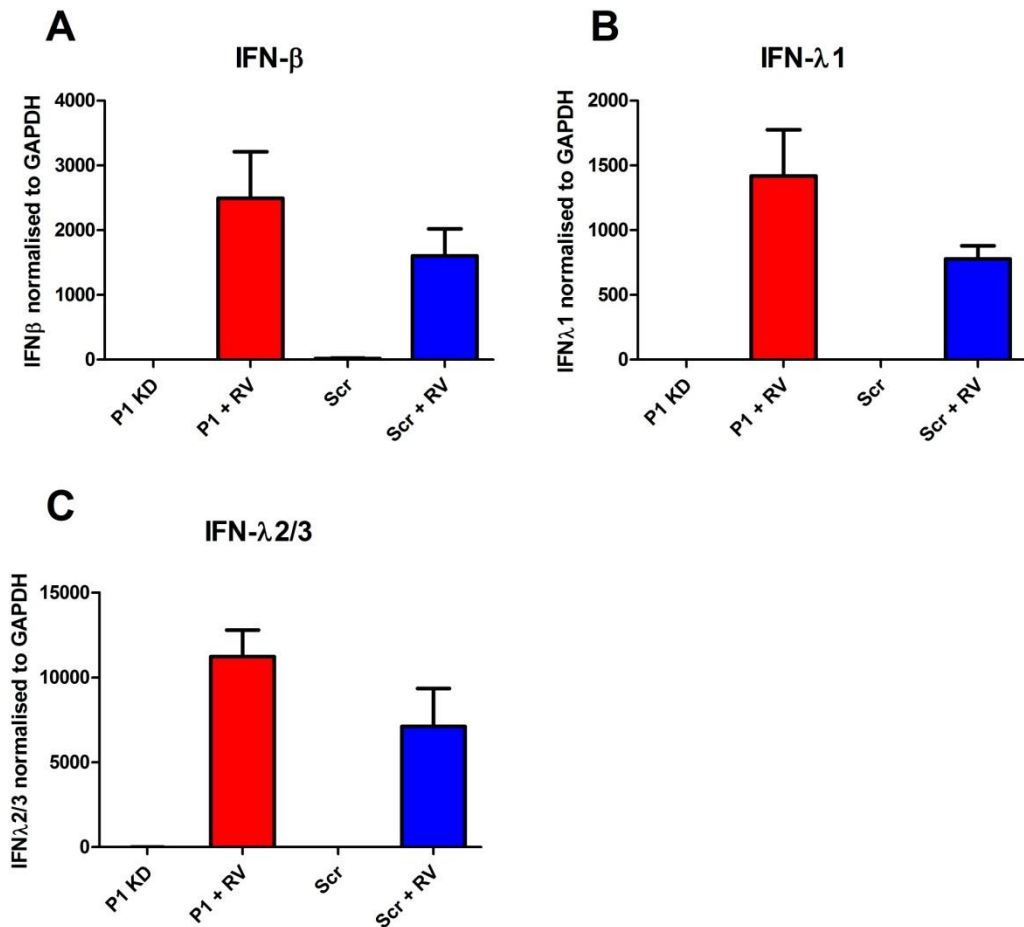 A
IFN-β
IFNβ normalised to GAPDH
4000
3000
2000
1000
0
P1 KD
P1 + RV
Scr
Scr + RV
B
IFN-λ1
IFNλ1 normalised to GAPDH
2000
1500
1000
500
0
P1 KD
P1 + RV
Scr
Scr + RV
C
IFN-λ2/3
IFNλ2/3 normalised to GAPDH
15000
10000
5000
0
P1 KD
P1 + RV
Scr
Scr + RV